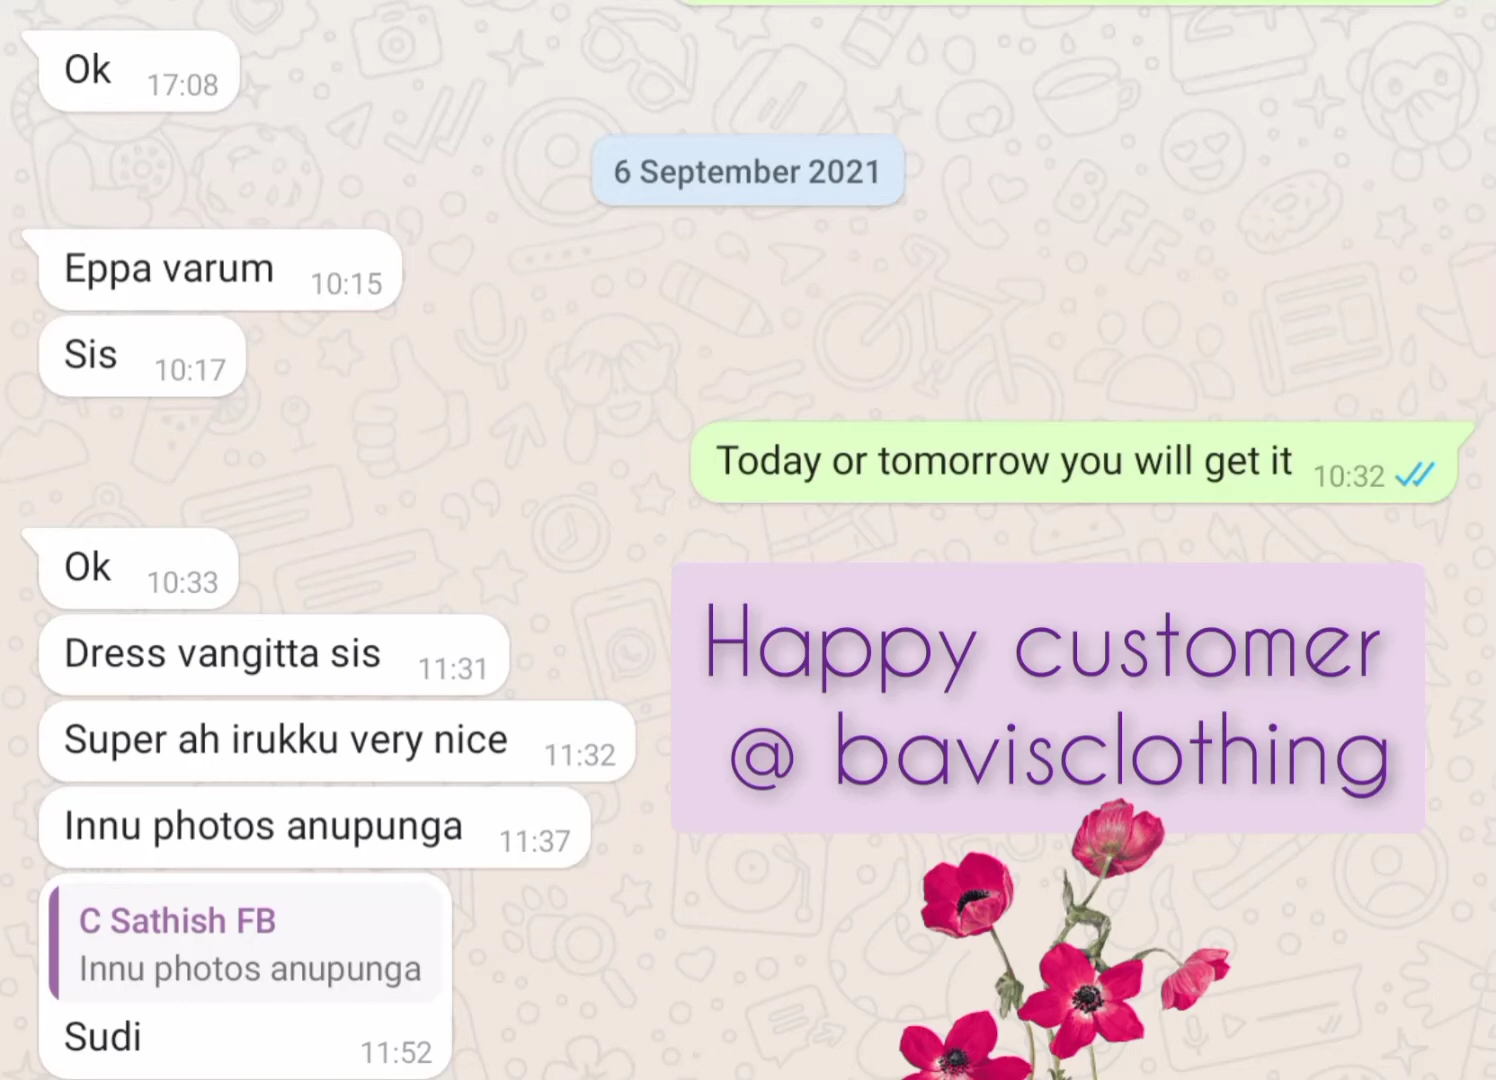 Ok 17:08
6 September 2021
Eppa varum 10:15
Sis 10:17
Today or tomorrow you will get it 10:32
Ok 10:33
Dress vangitta sis 11:31
Super ah irukku very nice 11:32
Innu photos anupunga 11:37
C Sathish FB
Innu photos anupunga
Sudi 11:52
Happy customer
@ bavisclothing